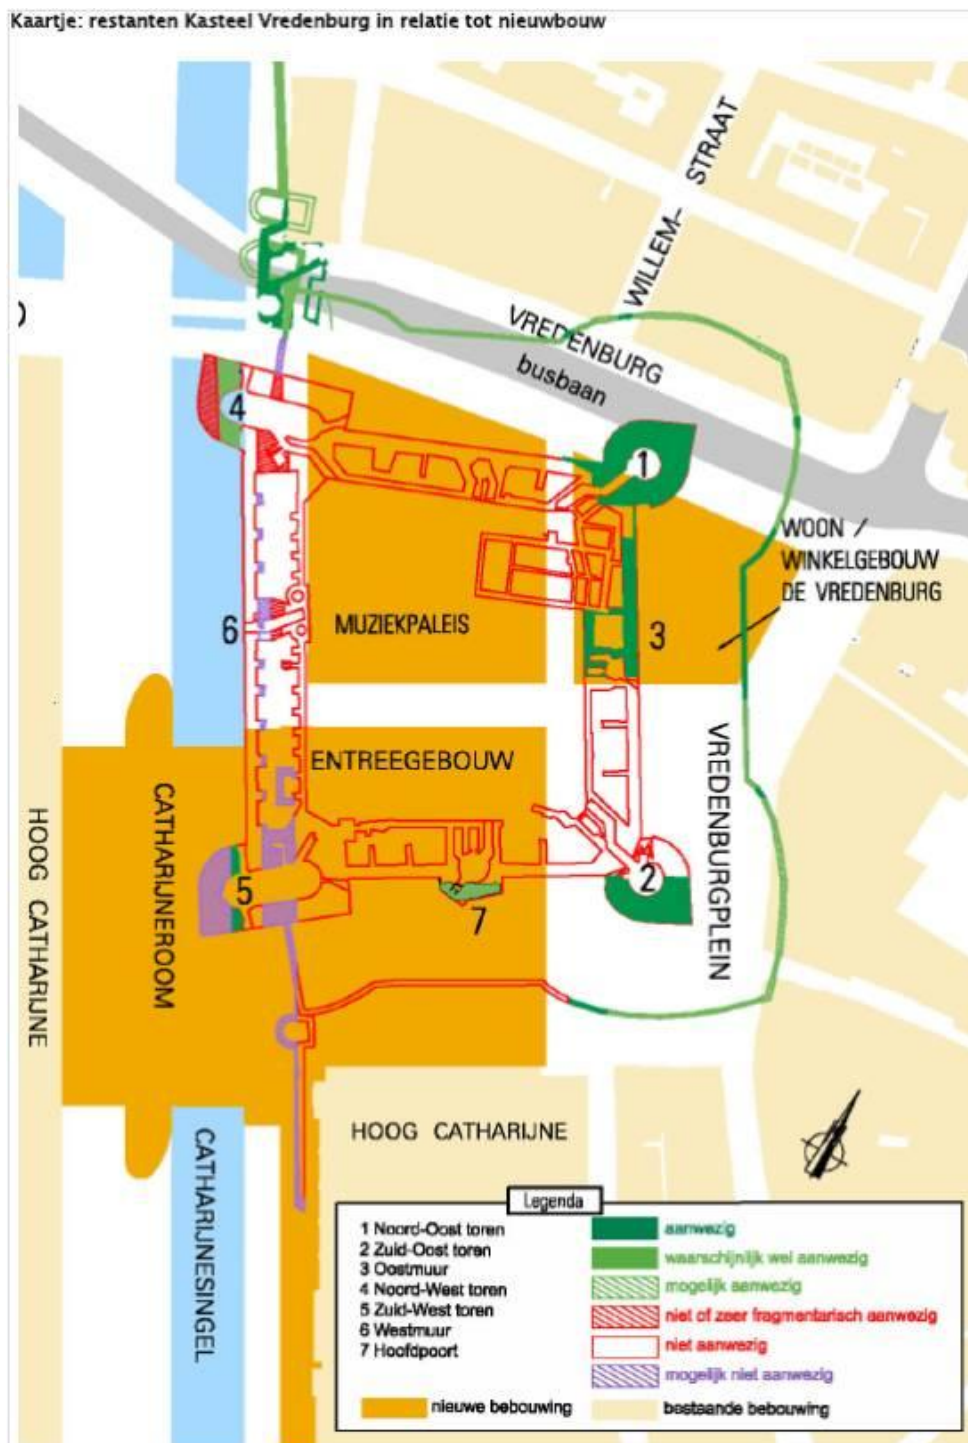 Kaartje: restanten Kasteel Vredenburg in relatie tot nieuwbouw
WILLEM- STRAAT
VREDENBURG
busbaan
4
1
WOON /
WINKELGEBOUW
DE VREDENBURG
6
MUZIEKPALEIS
3
ENTREEGEBOUW
VREDENBURGPLEIN
HOOG CATHARIJNE
CATHARIJNEROOM
5
2
7
HOOG CATHARIJNE
CATHARIJNESINGEL
Legenda
1 Noord-Oost toren
2 Zuid-Oost toren
3 Oostmuur
4 Noord-West toren
5 Zuid-West toren
6 Westmuur
7 Hoofdpoort
aanwezig
waarschijnlijk wel aanwezig
mogelijk aanwezig
niet of zeer fragmentarisch aanwezig
niet aanwezig
mogelijk niet aanwezig
nieuwe bebouwing
bestaande bebouwing